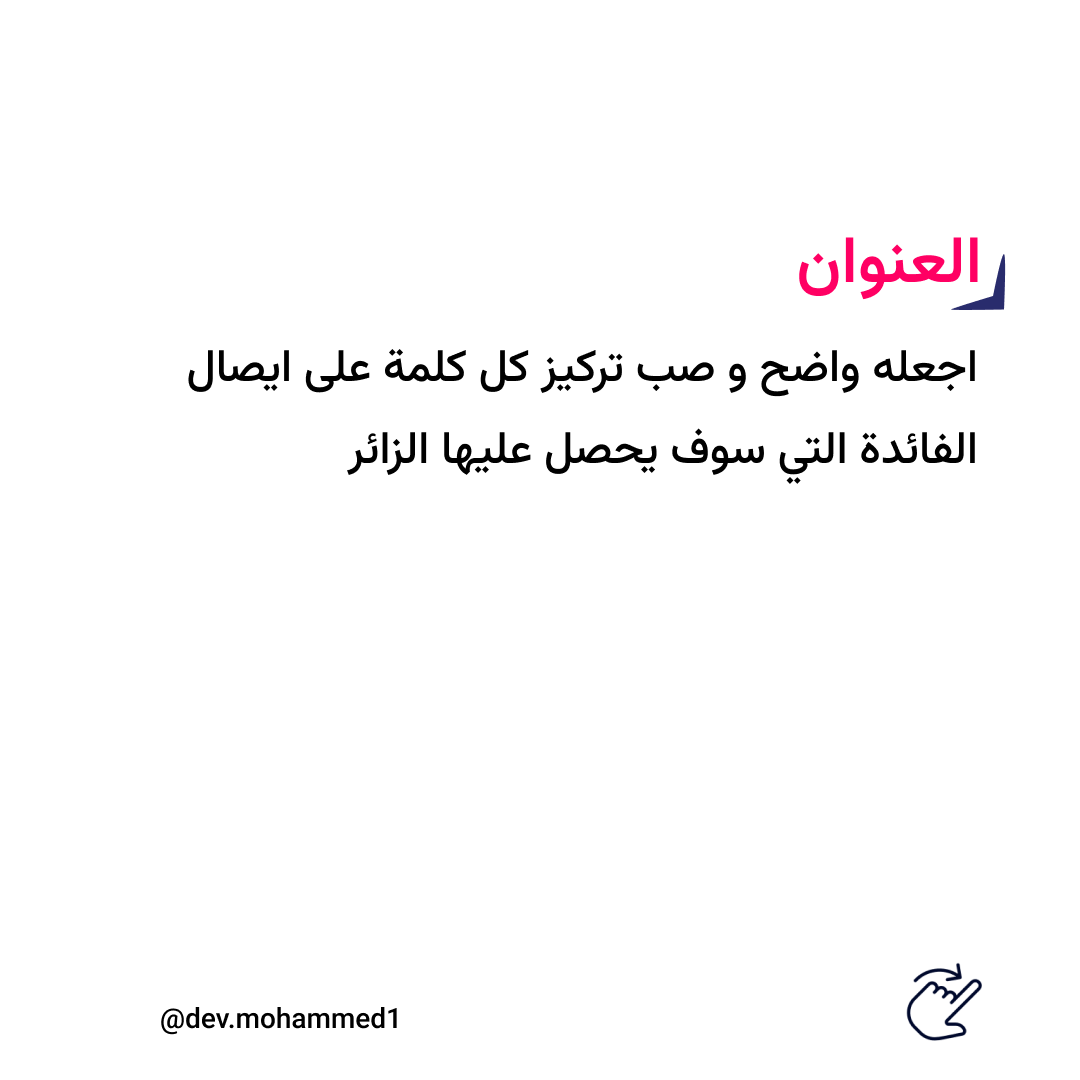 العنوان
اجعله واضح و صب تركيز كل كلمة على ايصال
الفائدة التي سوف يحصل عليها الزائر
@dev.mohammed1